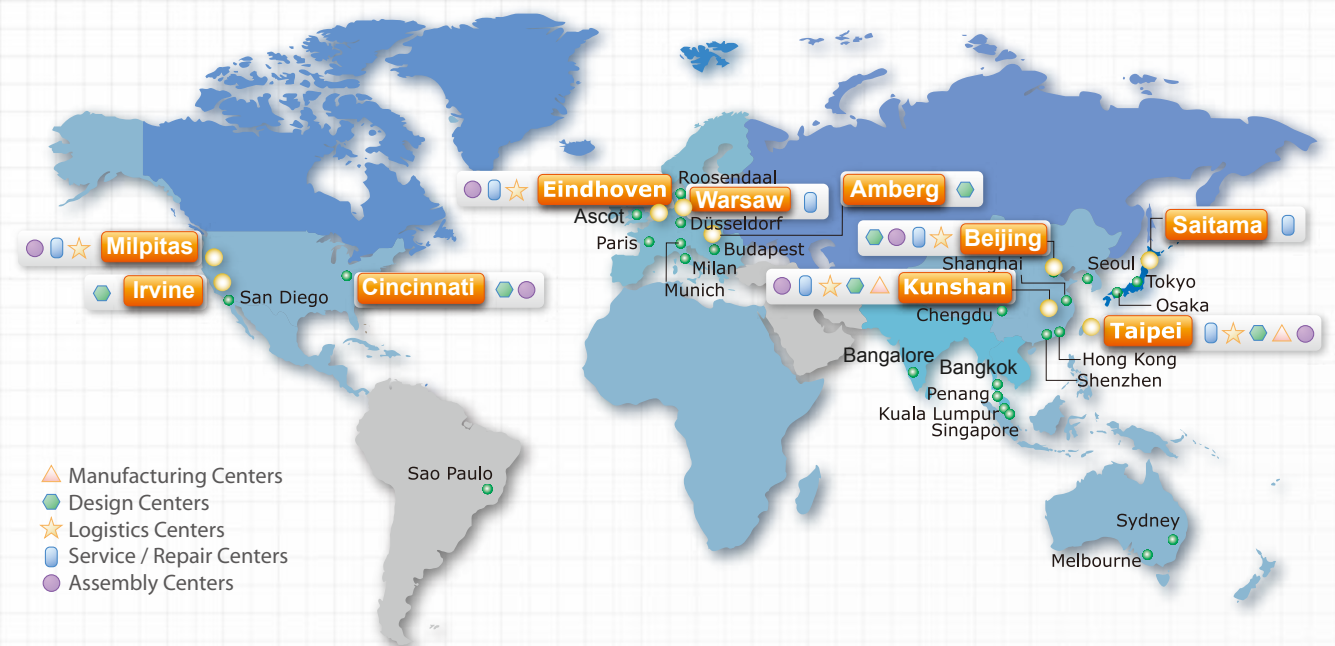 Roosendaal
Eindhoven
Warsaw
Amberg
Ascot
Düsseldorf
Paris
Budapest
Milan
Munich
Milpitas
Irvine
San Diego
Cincinnati
Beijing
Shanghai
Saitama
Seoul
Tokyo
Osaka
Kunshan
Chengdu
Taipei
Hong Kong
Shenzhen
Bangalore
Bangkok
Penang
Kuala Lumpur
Singapore
Sao Paulo
Sydney
Melbourne
Manufacturing Centers
Design Centers
Logistics Centers
Service / Repair Centers
Assembly Centers